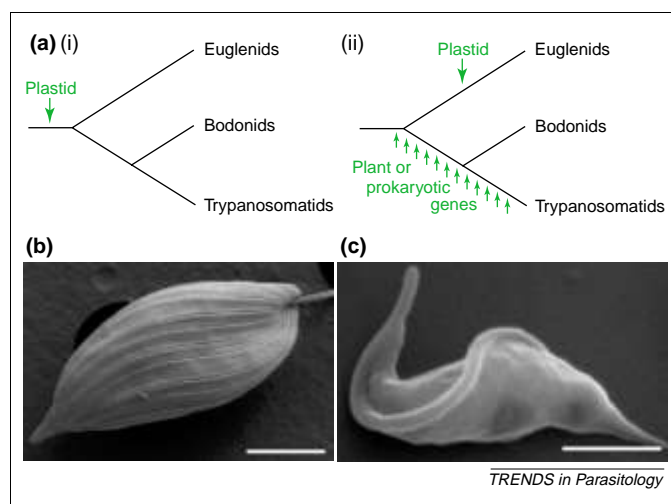 (a) (i)
Euglenids
Plastid
Bodonids
Trypanosomatids
(ii)
Plastid
Euglenids
Bodonids
Plant or
prokaryotic
genes
Trypanosomatids
(b)
(c)
TRENDS in Parasitology